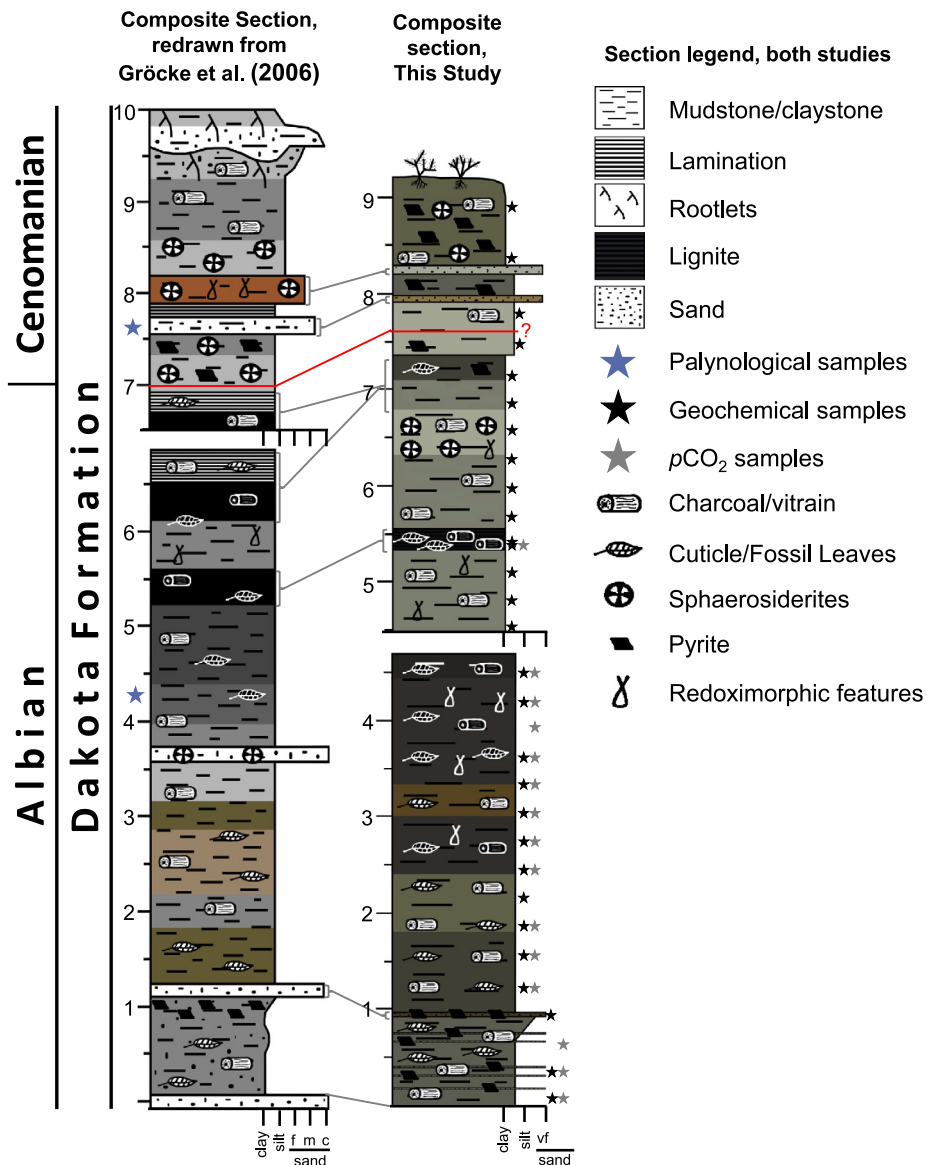 Composite Section,
redrawn from
Gröcke et al. (2006)
Composite
section,
This Study
Section legend, both studies
Mudstone/claystone
Lamination
Rootlets
Lignite
Sand
Palynological samples
Geochemical samples
pCO2 samples
Charcoal/vitrain
Cuticle/Fossil Leaves
Sphaerosiderites
Pyrite
Redoximorphic features
Cenomanian
Albian
Dakota Formation
10
9
8
7
6
5
4
3
2
1
clay
silt
f m c
sand
9
8
?
7
6
5
4
3
2
1
clay
silt
vf
sand